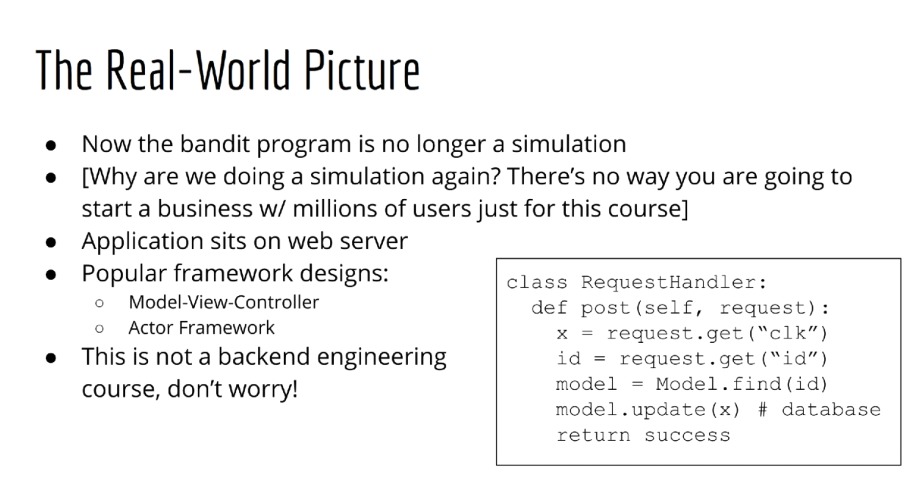 The Real-World Picture
● Now the bandit program is no longer a simulation
● [Why are we doing a simulation again? There’s no way you are going to
start a business w/ millions of users just for this course]
● Application sits on web server
● Popular framework designs:
○ Model-View-Controller
○ Actor Framework
● This is not a backend engineering
course, don’t worry!
class RequestHandler:
  def post(self, request):
    x = request.get(“clk”)
    id = request.get(“id”)
    model = Model.find(id)
    model.update(x) # database
    return success